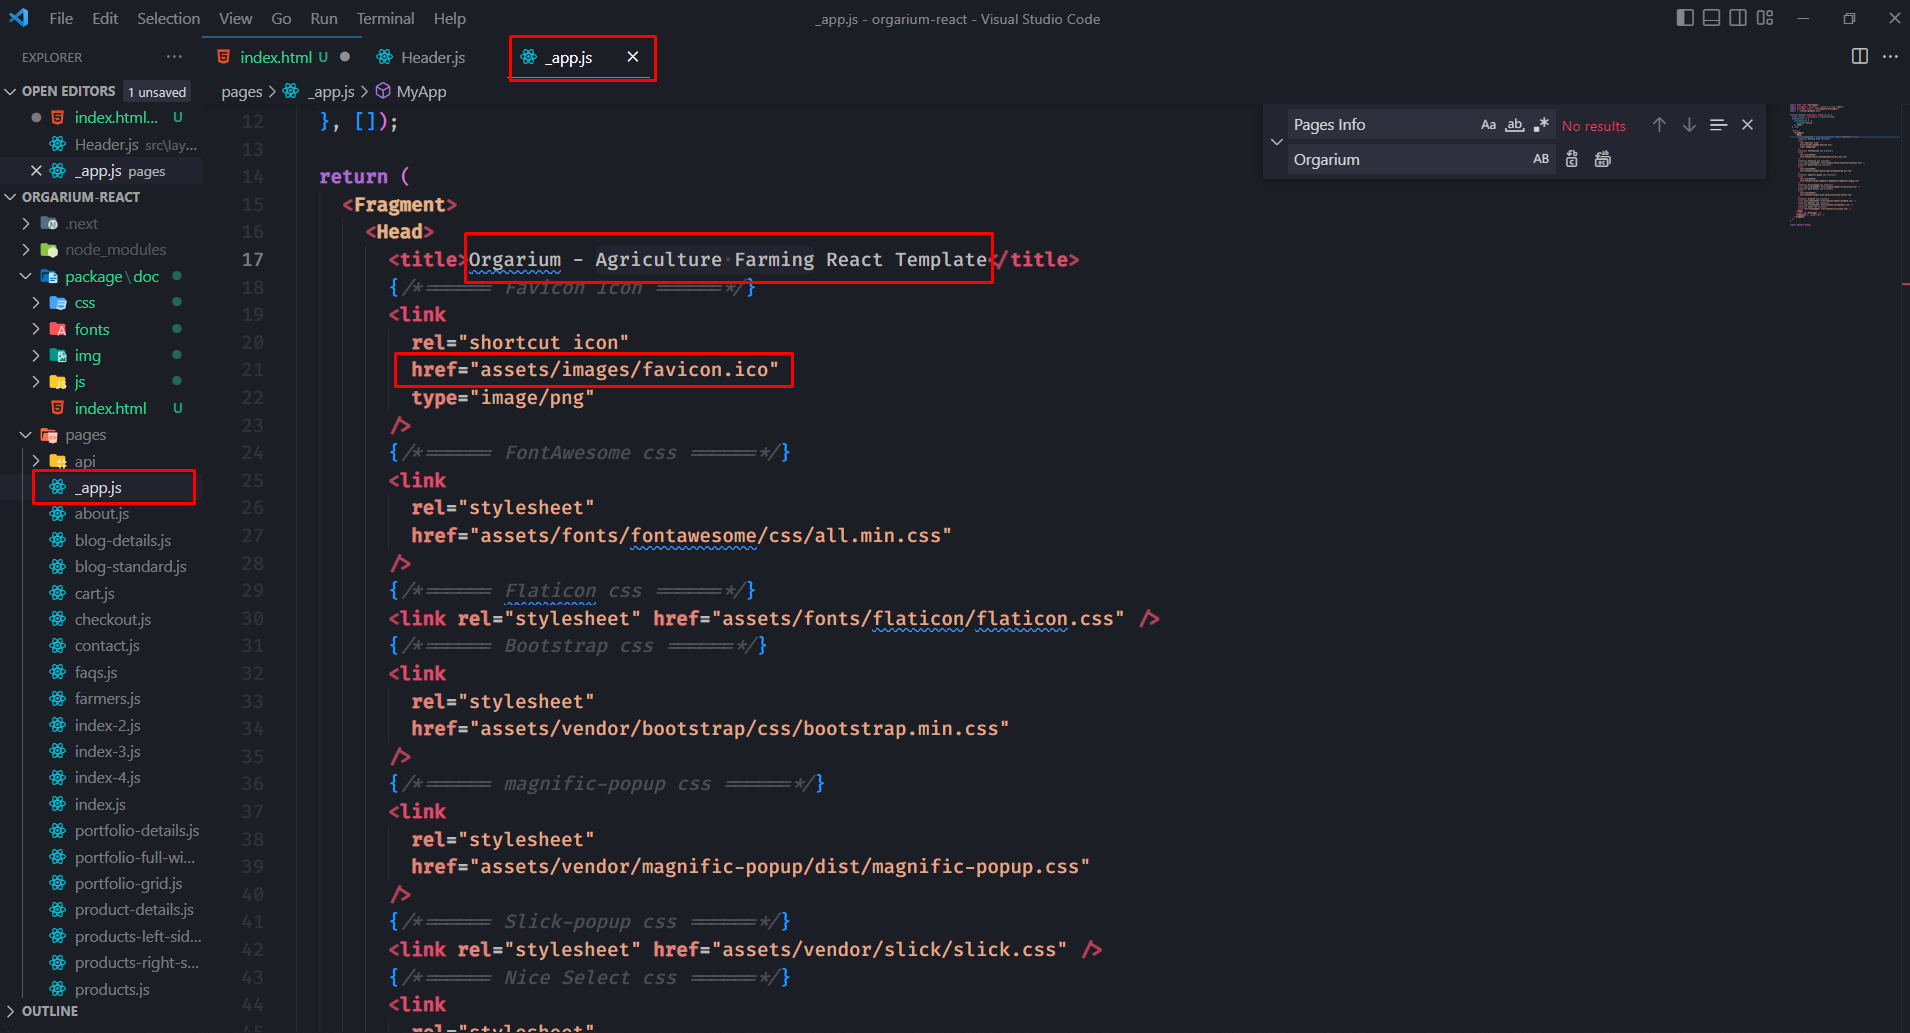 File Edit Selection View Go Run Terminal Help
_app.js - orgarium-react - Visual Studio Code
EXPLORER
index.html U
Header.js
_app.js
OPEN EDITORS 1 unsaved
index.html... U
Header.js src\lay...
_app.js pages
ORGARIUM-REACT
.next
node_modules
package\doc
css
fonts
img
js
index.html U
pages
api
_app.js
about.js
blog-details.js
blog-standard.js
cart.js
checkout.js
contact.js
faqs.js
farmers.js
index-2.js
index-3.js
index-4.js
index.js
portfolio-details.js
portfolio-full-wi...
portfolio-grid.js
product-details.js
products-left-sid...
products-right-s...
products.js
OUTLINE
pages > _app.js > MyApp
Pages Info Aa ab .* No results
Orgarium AB
12 }, []);
13
14 return (
15 <Fragment>
16 <Head>
17 <title>Orgarium - Agriculture Farming React Template</title>
18 {/*====== Favicon Icon ======*/}
19 <link
20 rel="shortcut icon"
21 href="assets/images/favicon.ico"
22 type="image/png"
23 />
24 {/*====== FontAwesome css ======*/}
25 <link
26 rel="stylesheet"
27 href="assets/fonts/fontawesome/css/all.min.css"
28 />
29 {/*====== Flaticon css ======*/}
30 <link rel="stylesheet" href="assets/fonts/flaticon/flaticon.css" />
31 {/*====== Bootstrap css ======*/}
32 <link
33 rel="stylesheet"
34 href="assets/vendor/bootstrap/css/bootstrap.min.css"
35 />
36 {/*====== magnific-popup css ======*/}
37 <link
38 rel="stylesheet"
39 href="assets/vendor/magnific-popup/dist/magnific-popup.css"
40 />
41 {/*====== Slick-popup css ======*/}
42 <link rel="stylesheet" href="assets/vendor/slick/slick.css" />
43 {/*====== Nice Select css ======*/}
44 <link
45 rel="stylesheet"